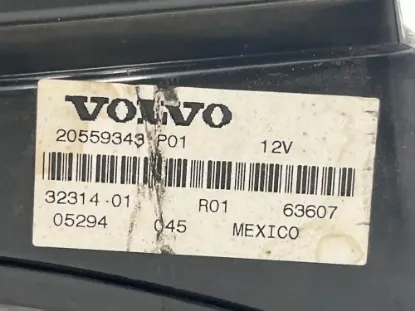 VOLVO
20559343 P01 12V
32314-01 R01 63607
05294 045 MEXICO